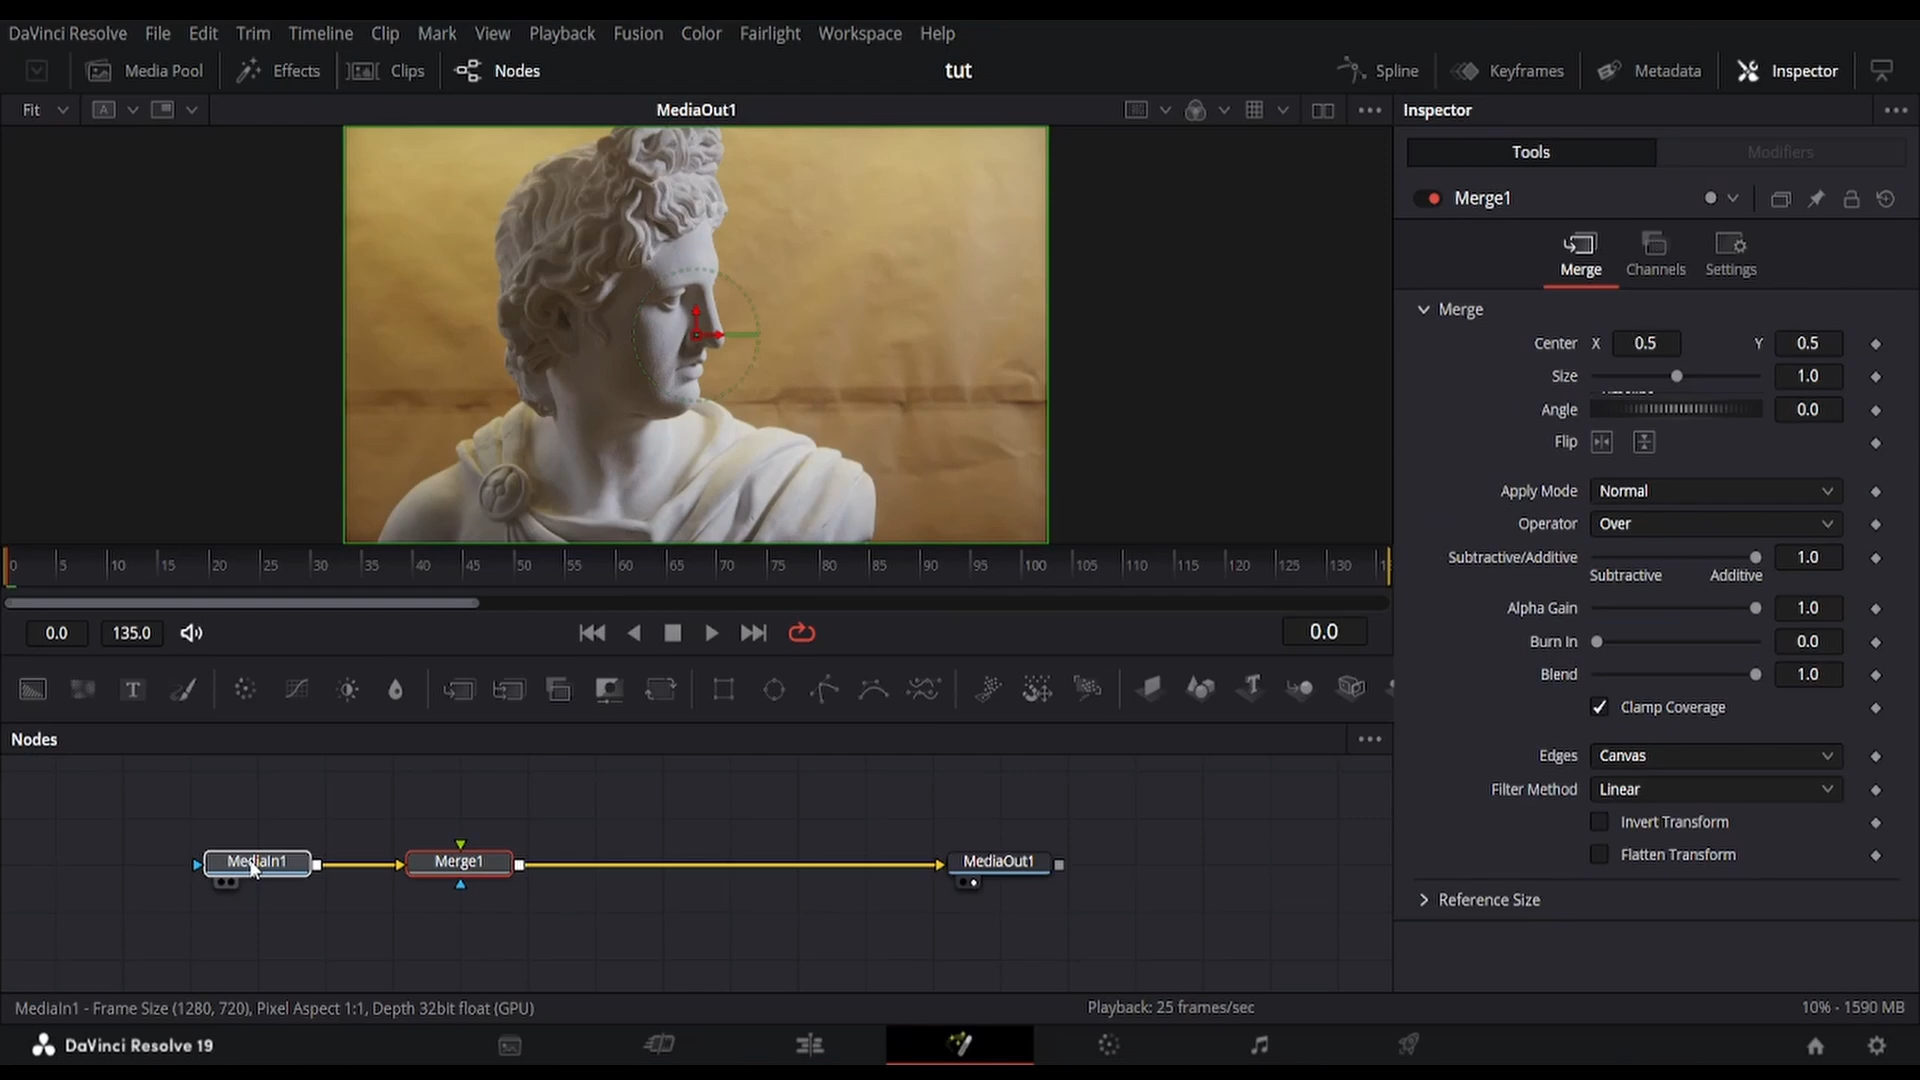 DaVinci Resolve File Edit Trim Timeline Clip Mark View Playback Fusion Color Fairlight Workspace Help
Media Pool Effects Clips Nodes tut Spline Keyframes Metadata Inspector
Fit A MediaOut1 Inspector
Tools Modifiers
Merge1
Merge Channels Settings
Merge
Center X 0.5 Y 0.5
Size 1.0
Angle 0.0
Flip
Apply Mode Normal
Operator Over
Subtractive/Additive 1.0
Subtractive Additive
Alpha Gain 1.0
Burn In 0.0
Blend 1.0
Clamp Coverage
Edges Canvas
Filter Method Linear
Invert Transform
Flatten Transform
Reference Size
0 5 10 15 20 25 30 35 40 45 50 55 60 65 70 75 80 85 90 95 100 105 110 115 120 125 130
0.0 135.0 0.0
T T
Nodes
MediaIn1 Merge1 MediaOut1
MediaIn1 - Frame Size (1280, 720), Pixel Aspect 1:1, Depth 32bit float (GPU) Playback: 25 frames/sec 10% - 1590 MB
DaVinci Resolve 19